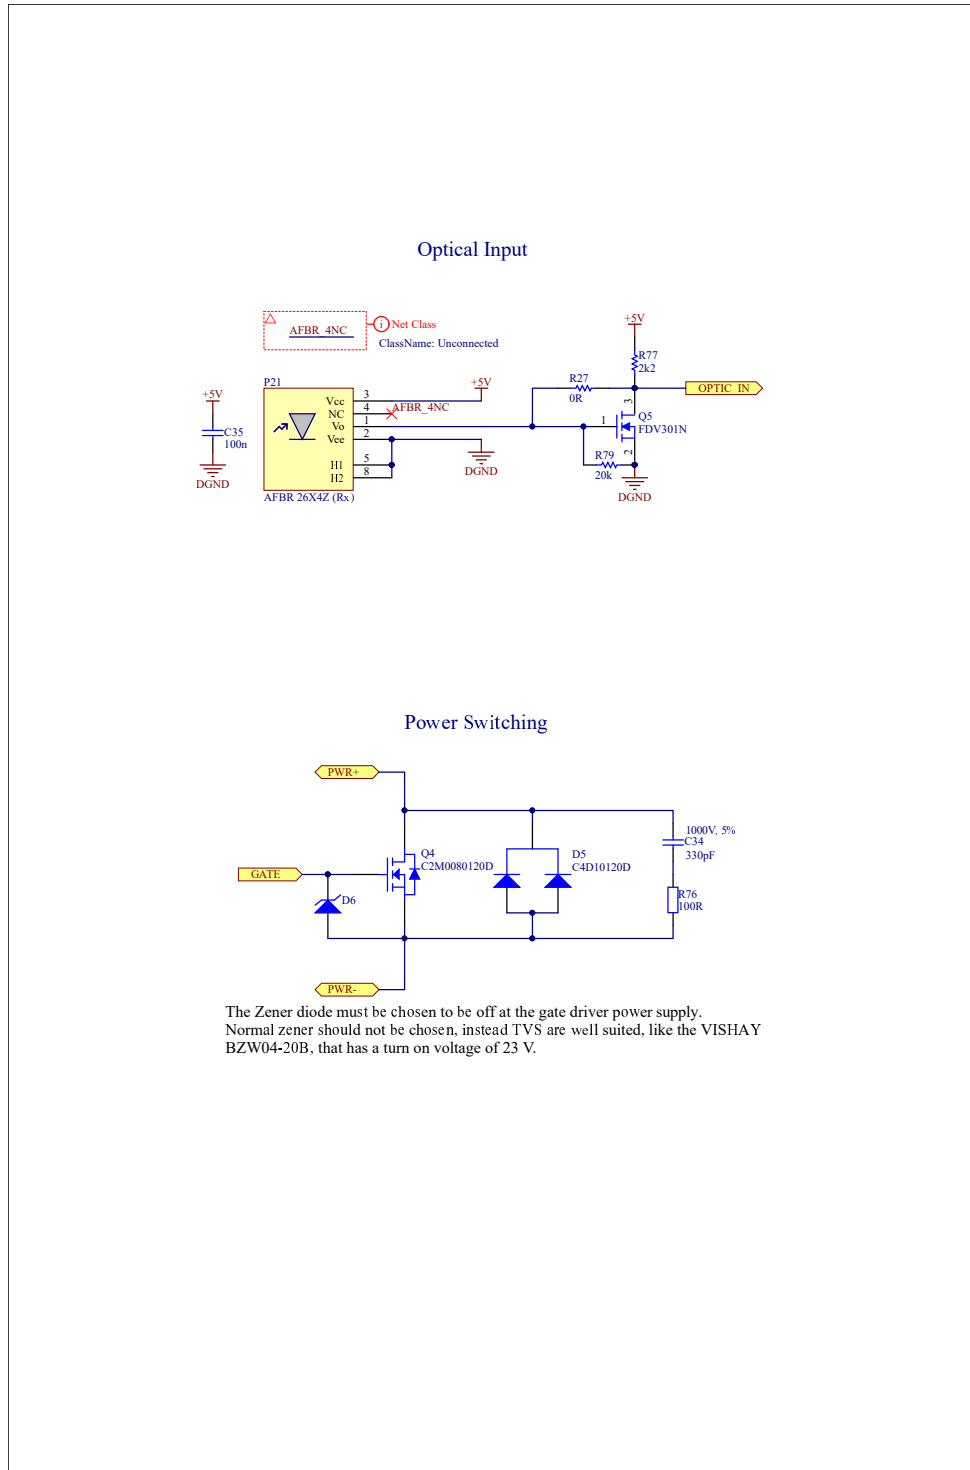 Optical Input
AFBR_4NC
i Net Class
ClassName: Unconnected
+5V
R77
2k2
P21
+5V
R27
0R
OPTIC_IN
+5V
Vcc 3
NC 4 AFBR_4NC
Vo 1
Vee 2
H1 5
H2 8
C35
100n
DGND
3
1
Q5
FDV301N
2
R79
20k
DGND
DGND
AFBR 26X4Z (Rx)
Power Switching
PWR+
1000V, 5%
C34
330pF
Q4
C2M0080120D
D5
C4D10120D
GATE
D6
R76
100R
PWR-
The Zener diode must be chosen to be off at the gate driver power supply.
Normal zener should not be chosen, instead TVS are well suited, like the VISHAY
BZW04-20B, that has a turn on voltage of 23 V.